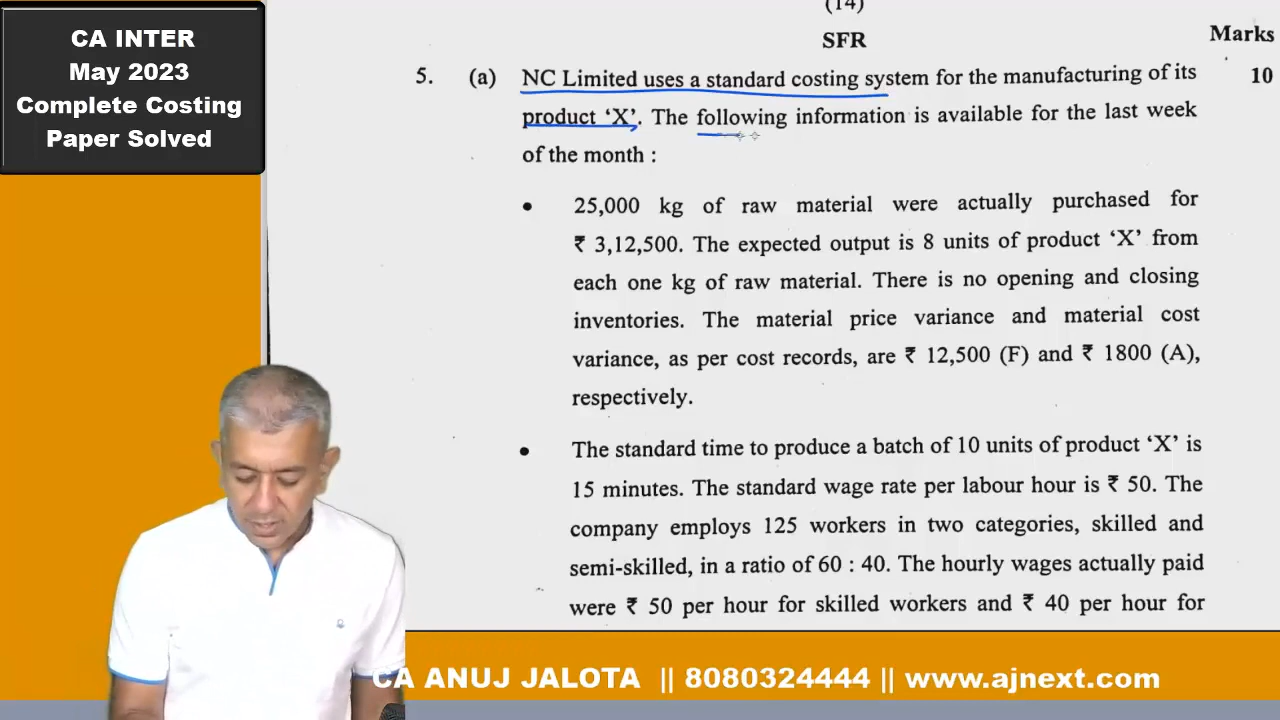 CA INTER
May 2023
Complete Costing
Paper Solved
(14)
SFR
Marks
5. (a) NC Limited uses a standard costing system for the manufacturing of its 10
product ‘X’. The following information is available for the last week
of the month :
• 25,000 kg of raw material were actually purchased for
₹ 3,12,500. The expected output is 8 units of product ‘X’ from
each one kg of raw material. There is no opening and closing
inventories. The material price variance and material cost
variance, as per cost records, are ₹ 12,500 (F) and ₹ 1800 (A),
respectively.
• The standard time to produce a batch of 10 units of product ‘X’ is
15 minutes. The standard wage rate per labour hour is ₹ 50. The
company employs 125 workers in two categories, skilled and
semi-skilled, in a ratio of 60 : 40. The hourly wages actually paid
were ₹ 50 per hour for skilled workers and ₹ 40 per hour for
CA ANUJ JALOTA || 8080324444 || www.ajnext.com